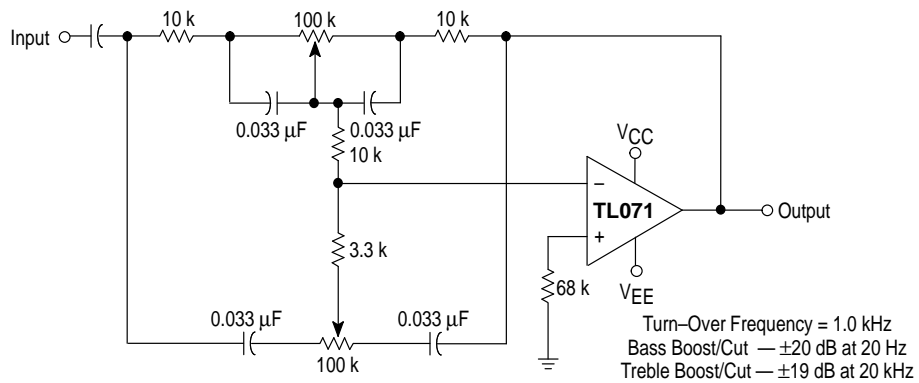 10 k 100 k 10 k
Input
0.033 µF 0.033 µF
10 k
VCC
−
TL071
+
Output
3.3 k
68 k
VEE
0.033 µF 0.033 µF
100 k
Turn–Over Frequency = 1.0 kHz
Bass Boost/Cut — ±20 dB at 20 Hz
Treble Boost/Cut — ±19 dB at 20 kHz